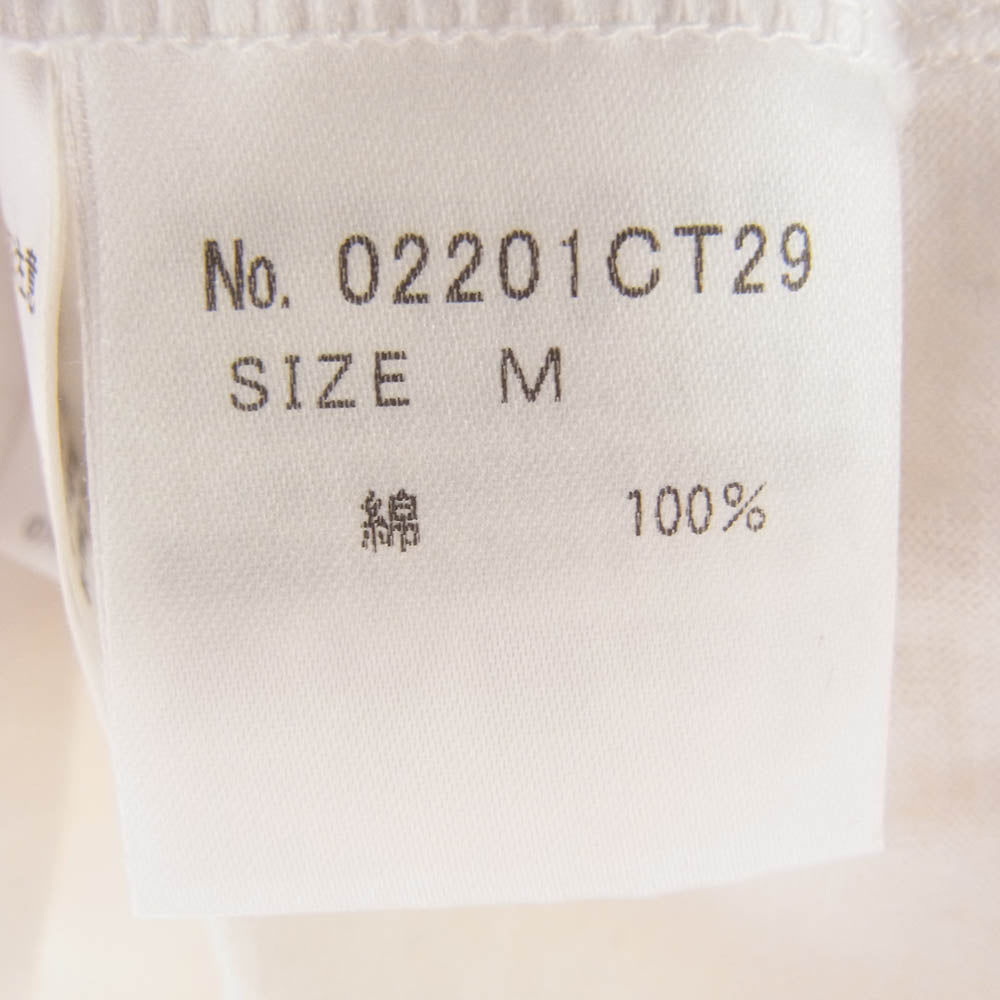 No. 02201CT29
SIZE M
綿 100%